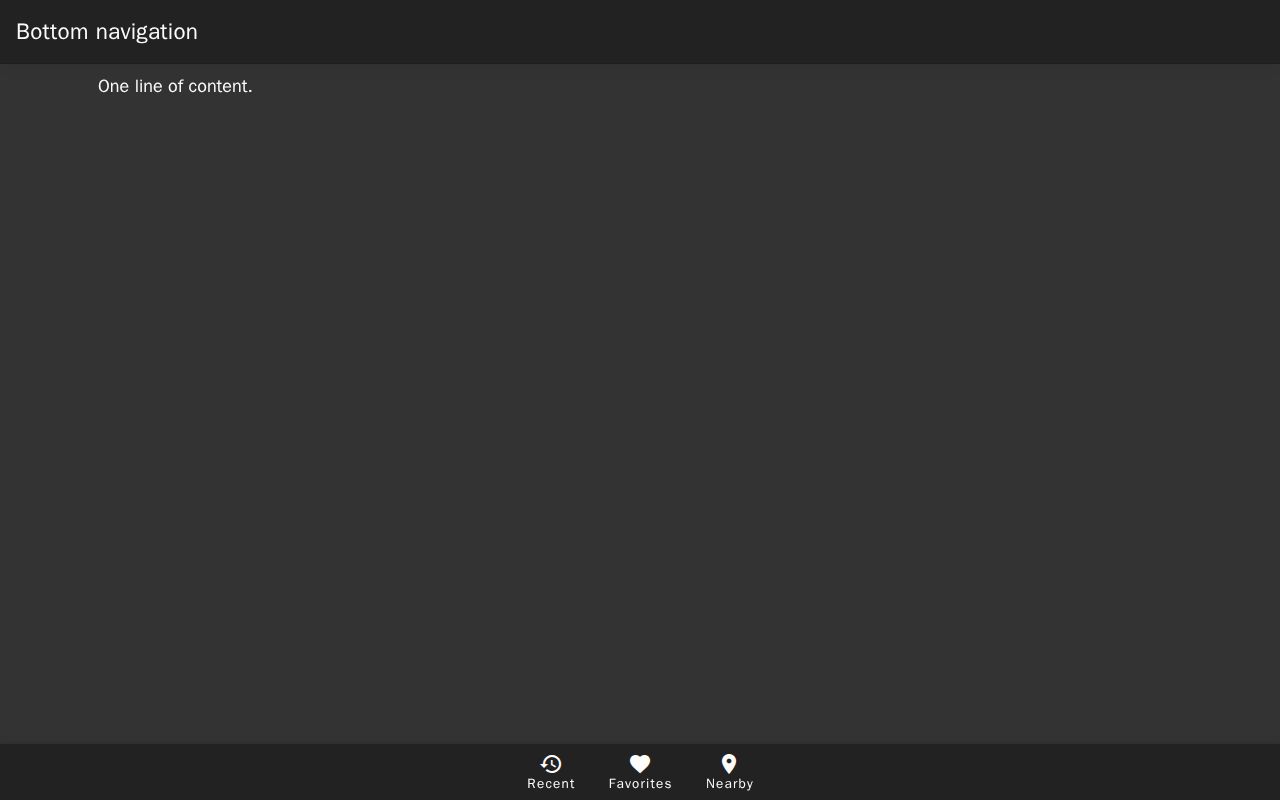 Bottom navigation
One line of content.
Recent
Favorites
Nearby